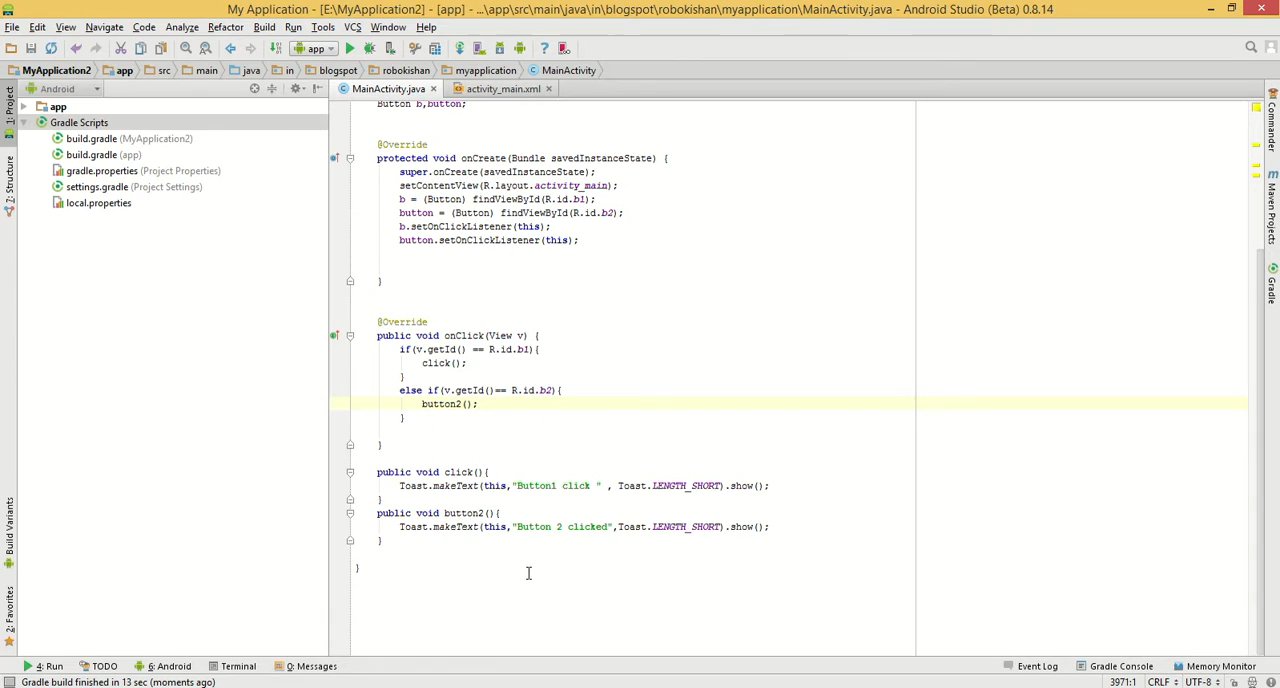 My Application - [E:\MyApplication2] - [app] - ...\app\src\main\java\in\blogspot\robokishan\myapplication\MainActivity.java - Android Studio (Beta) 0.8.14
File Edit View Navigate Code Analyze Refactor Build Run Tools VCS Window Help
app
MyApplication2 app src main java in blogspot robokishan myapplication MainActivity
Android
MainActivity.java
activity_main.xml
app
Gradle Scripts
build.gradle (MyApplication2)
build.gradle (app)
gradle.properties (Project Properties)
settings.gradle (Project Settings)
local.properties
1: Project
7: Structure
Build Variants
2: Favorites
Button b,button;
@Override
protected void onCreate(Bundle savedInstanceState) {
super.onCreate(savedInstanceState);
setContentView(R.layout.activity_main);
b = (Button) findViewById(R.id.b1);
button = (Button) findViewById(R.id.b2);
b.setOnClickListener(this);
button.setOnClickListener(this);
}
@Override
public void onClick(View v) {
if(v.getId() == R.id.b1){
click();
}
else if(v.getId()== R.id.b2){
button2();
}
}
public void click(){
Toast.makeText(this,"Button1 click " , Toast.LENGTH_SHORT).show();
}
public void button2(){
Toast.makeText(this,"Button 2 clicked",Toast.LENGTH_SHORT).show();
}
}
Commander
m Maven Projects
Gradle
4: Run TODO 6: Android Terminal 0: Messages Event Log Gradle Console Memory Monitor
Gradle build finished in 13 sec (moments ago) 3971:1 CRLF UTF-8